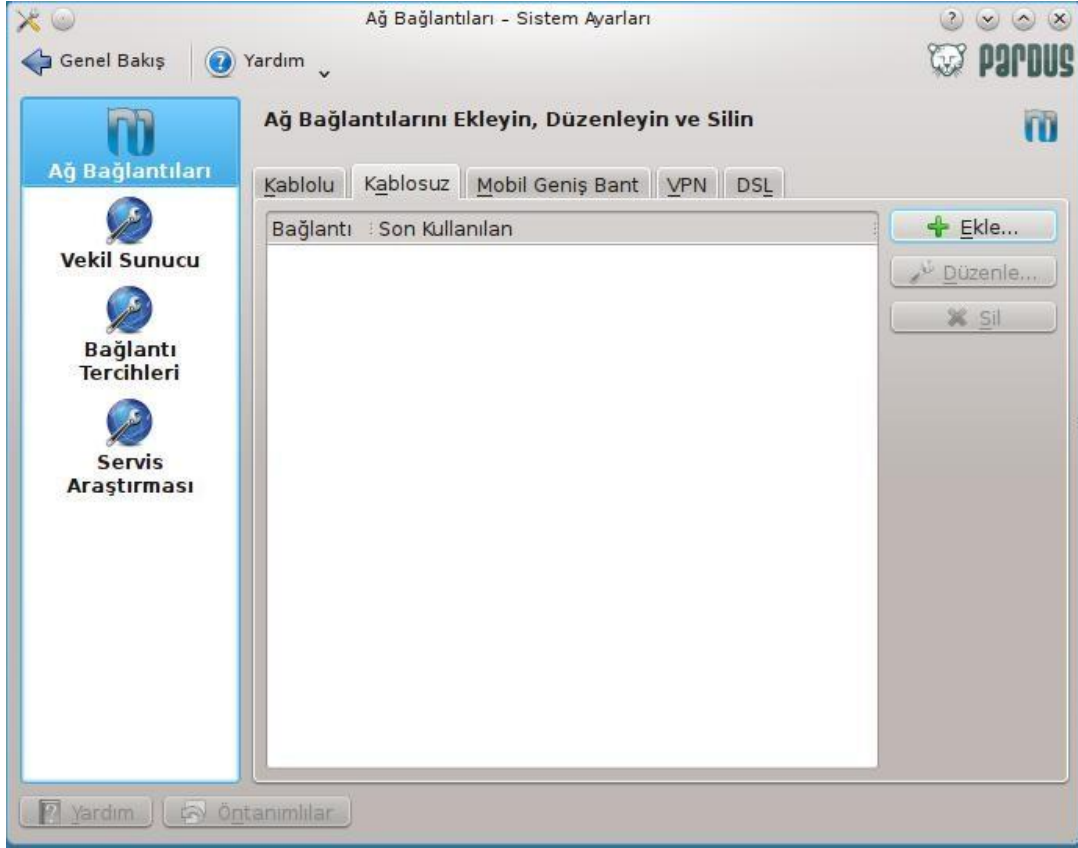 Ağ Bağlantıları – Sistem Ayarları
Genel Bakış
Yardım
PARDUS
Ağ Bağlantıları
Vekil Sunucu
Bağlantı
Tercihleri
Servis
Araştırması
Ağ Bağlantılarını Ekleyin, Düzenleyin ve Silin
Kablolu Kablosuz Mobil Geniş Bant VPN DSL
Bağlantı Son Kullanılan
Ekle...
Düzenle...
Sil
Yardım Öntanımlılar